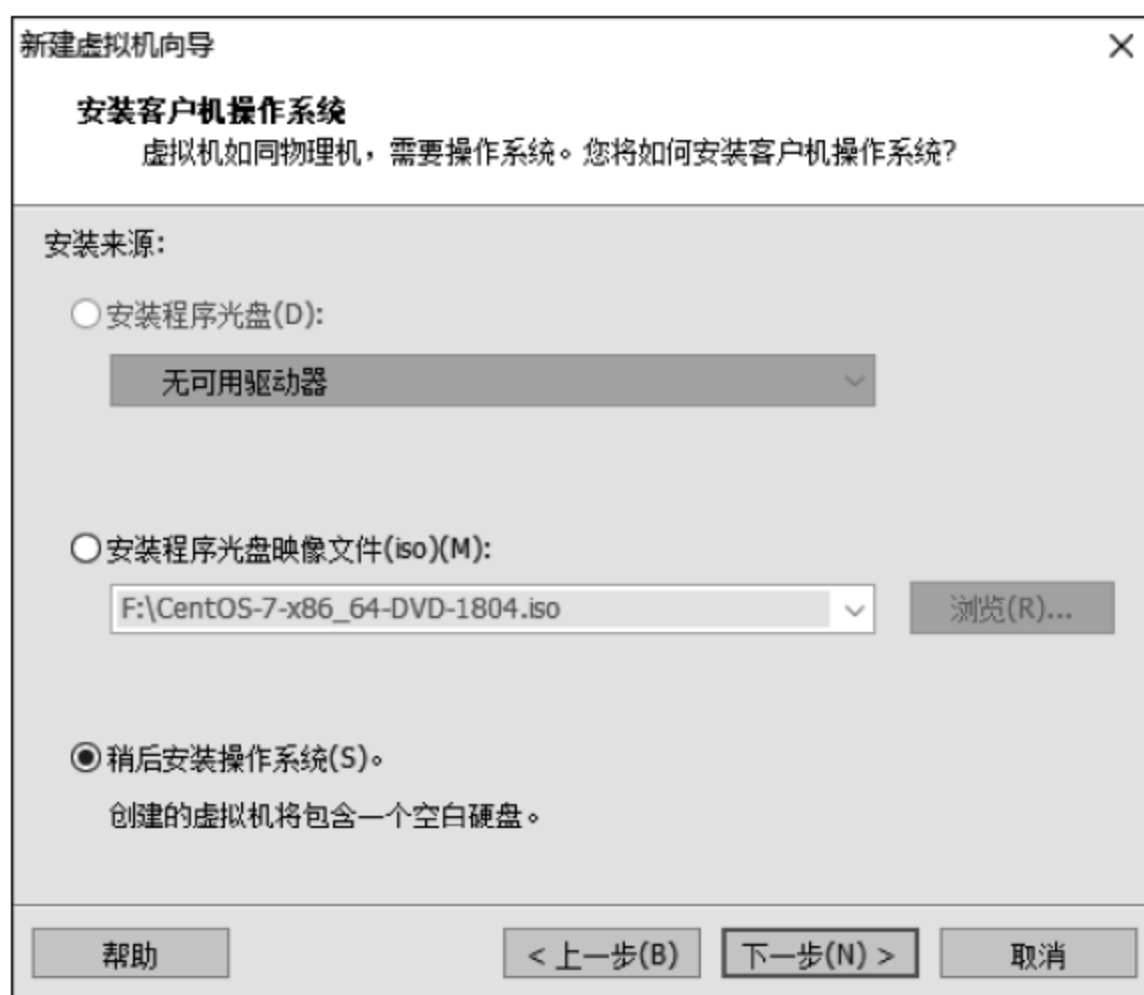 新建虚拟机向导
安装客户机操作系统
虚拟机如同物理机，需要操作系统。您将如何安装客户机操作系统?
安装来源:
安装程序光盘(D):
无可用驱动器
安装程序光盘映像文件(iso)(M):
F:\CentOS-7-x86_64-DVD-1804.iso
浏览(R)...
稍后安装操作系统(S)。
创建的虚拟机将包含一个空白硬盘。
帮助
< 上一步(B)
下一步(N) >
取消